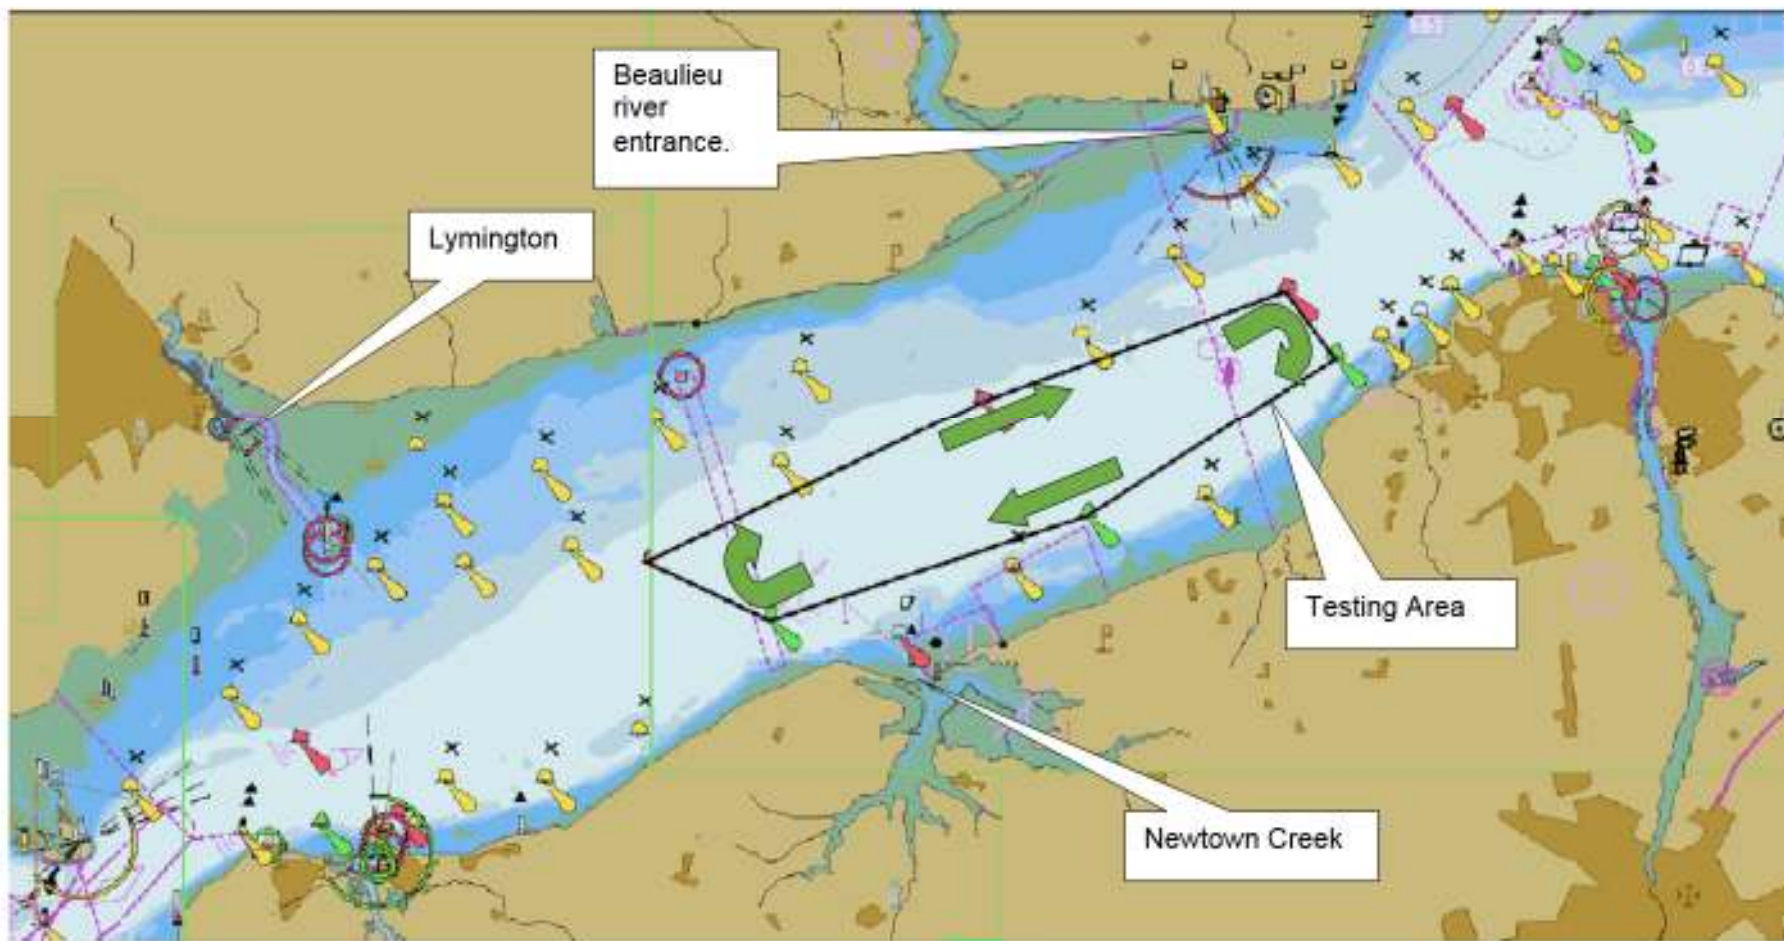 Beaulieu
river
entrance.
Lymington
Testing Area
Newtown Creek